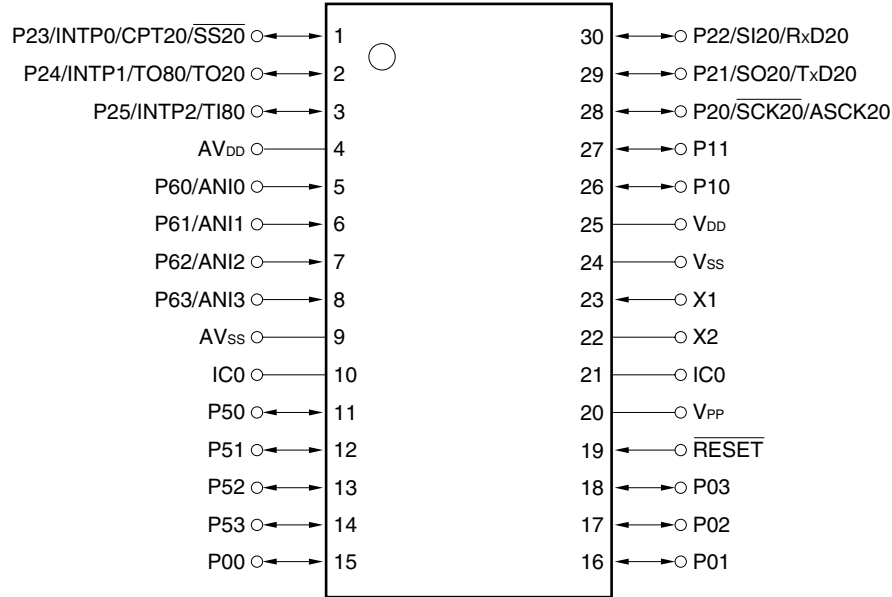 P23/INTP0/CPT20/SS20 1 30 P22/SI20/RxD20
P24/INTP1/TO80/TO20 2 29 P21/SO20/TxD20
P25/INTP2/TI80 3 28 P20/SCK20/ASCK20
AVDD 4 27 P11
P60/ANI0 5 26 P10
P61/ANI1 6 25 VDD
P62/ANI2 7 24 VSS
P63/ANI3 8 23 X1
AVSS 9 22 X2
IC0 10 21 IC0
P50 11 20 VPP
P51 12 19 RESET
P52 13 18 P03
P53 14 17 P02
P00 15 16 P01